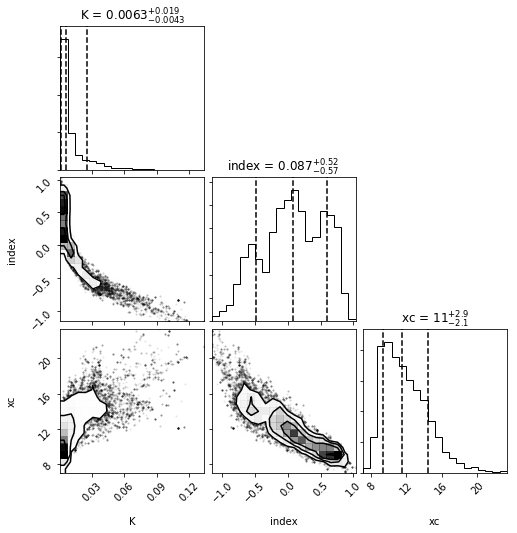 K = 0.0063^{+0.019}_{-0.0043}
index = 0.087^{+0.52}_{-0.57}
1.0
0.5
0.0
−0.5
−1.0
index
xc = 11^{+2.9}_{-2.1}
20
16
12
8
xc
0.03 0.06 0.09 0.12
K
−1.0 −0.5 0.0 0.5 1.0
index
8 12 16 20
xc